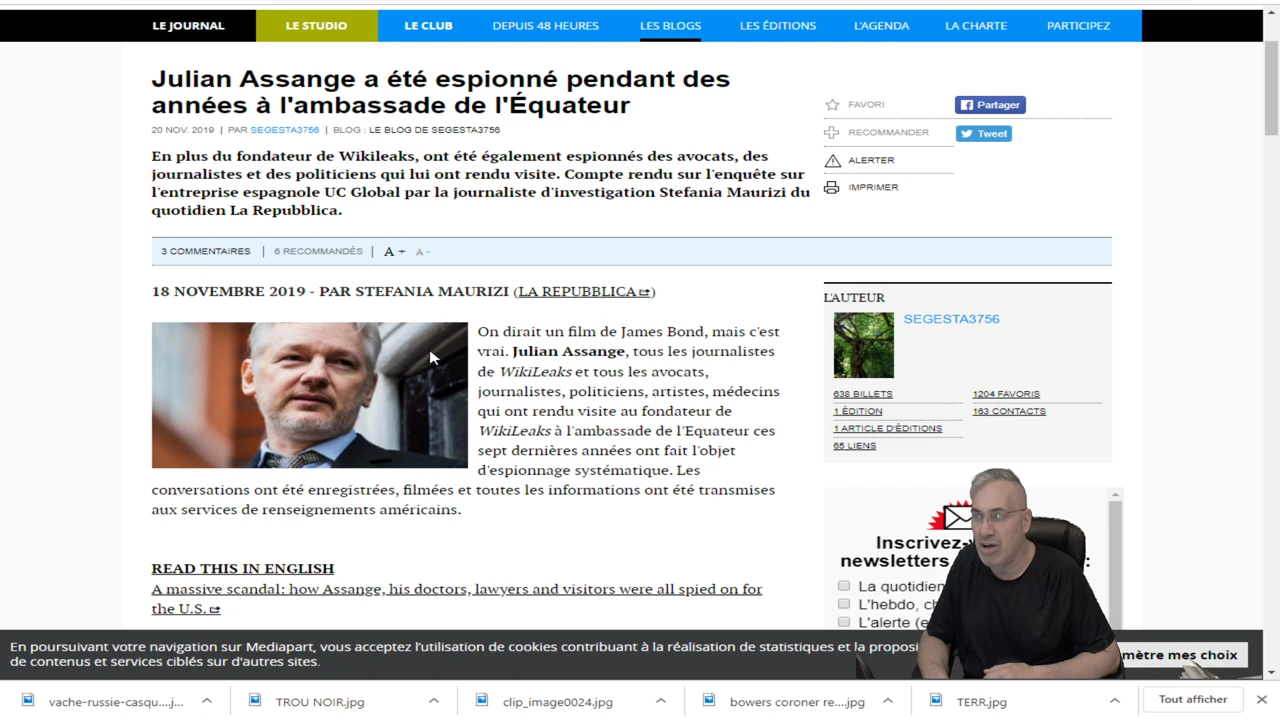 LE JOURNAL LE STUDIO LE CLUB DEPUIS 48 HEURES LES BLOGS LES ÉDITIONS L'AGENDA LA CHARTE PARTICIPEZ
Julian Assange a été espionné pendant des
années à l'ambassade de l'Équateur
20 NOV. 2019 | PAR SEGESTA3756 | BLOG : LE BLOG DE SEGESTA3756
En plus du fondateur de Wikileaks, ont été également espionnés des avocats, des
journalistes et des politiciens qui lui ont rendu visite. Compte rendu sur l'enquête sur
l'entreprise espagnole UC Global par la journaliste d'investigation Stefania Maurizi du
quotidien La Repubblica.
FAVORI Partager
RECOMMANDER Tweet
ALERTER
IMPRIMER
3 COMMENTAIRES | 6 RECOMMANDÉS | A + A -
18 NOVEMBRE 2019 - PAR STEFANIA MAURIZI (LA REPUBBLICA)
On dirait un film de James Bond, mais c'est
vrai. Julian Assange, tous les journalistes
de WikiLeaks et tous les avocats,
journalistes, politiciens, artistes, médecins
qui ont rendu visite au fondateur de
WikiLeaks à l'ambassade de l'Equateur ces
sept dernières années ont fait l'objet
d'espionnage systématique. Les
conversations ont été enregistrées, filmées et toutes les informations ont été transmises
aux services de renseignements américains.
READ THIS IN ENGLISH
A massive scandal: how Assange, his doctors, lawyers and visitors were all spied on for
the U.S.
L'AUTEUR
SEGESTA3756
638 BILLETS 1204 FAVORIS
1 ÉDITION 163 CONTACTS
1 ARTICLE D'ÉDITIONS
65 LIENS
newsletters :
La quotidien
L'hebdo, c
L'alerte (e
En poursuivant votre navigation sur Mediapart, vous acceptez l'utilisation de cookies contribuant à la réalisation de statistiques et la
de contenus et services ciblés sur d'autres sites.
mètre mes choix
vache-russie-casqu....j... TROU NOIR.jpg clip_image0024.jpg bowers coroner re....jpg TERR.jpg Tout afficher